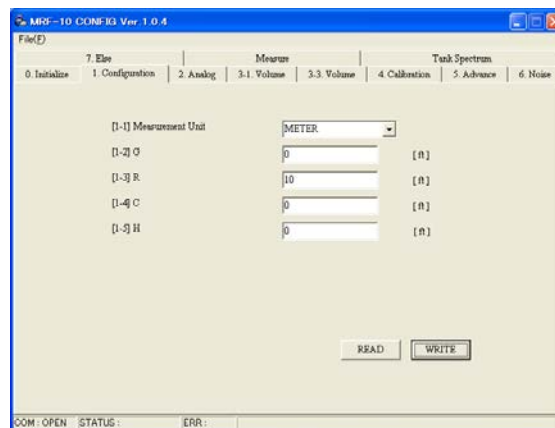 MRF-10 CONFIG Ver.1.0.4
File(F)
7. Else Measure Tank Spectrum
0. Initialize 1. Configuration 2. Analog 3-1. Volume 3-3. Volume 4. Calibration 5. Advance 6. Noise
[1-1] Measurement Unit METER
[1-2] O 0 [ft]
[1-3] R 10 [ft]
[1-4] C 0 [ft]
[1-5] H 0 [ft]
READ WRITE
COM : OPEN STATUS : ERR :